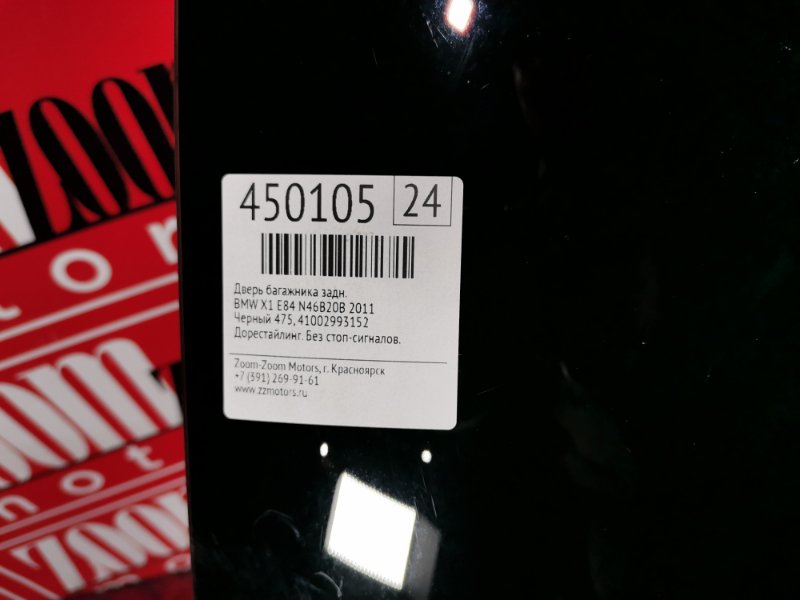 450105 24
Дверь багажника задн.
BMW X1 E84 N46B20B 2011
Черный 475, 41002993152
Дорестайлинг. Без стоп-сигналов.
Zoom-Zoom Motors, г. Красноярск
+7 (391) 269-91-61
www.zzmotors.ru